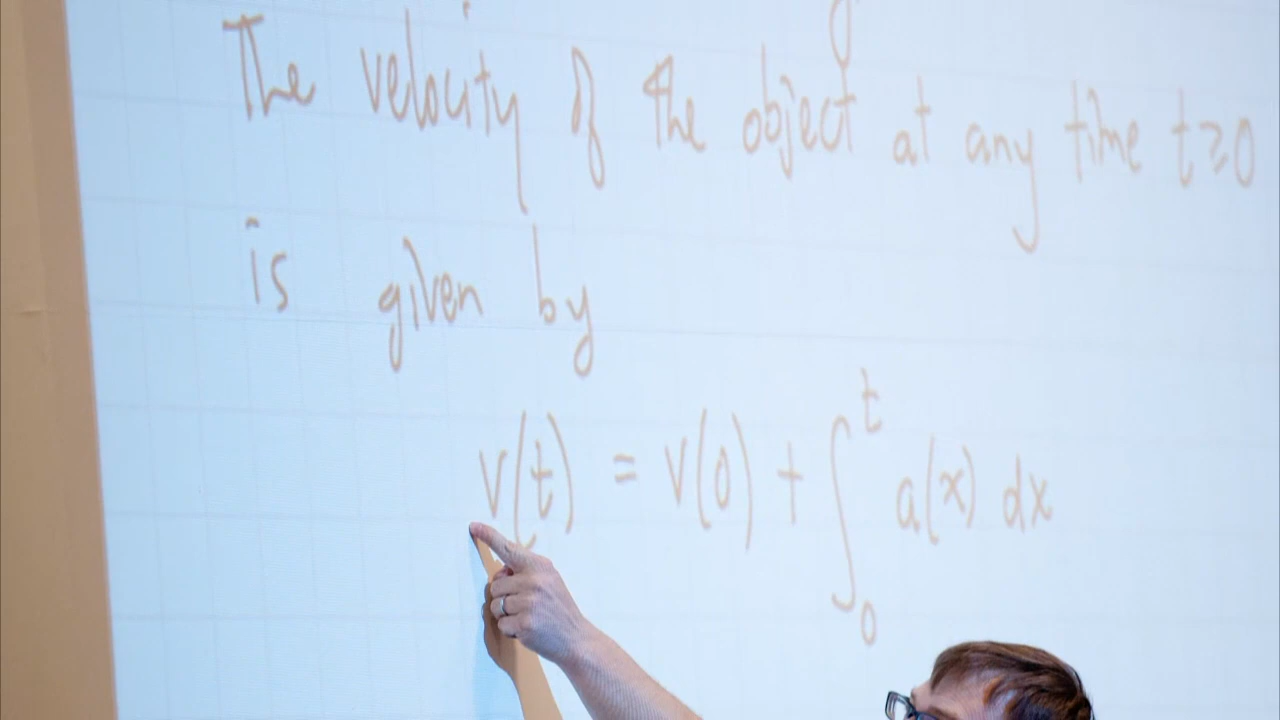 The velocity of the object at any time t ≥ 0
is given by
v(t) = v(0) + ∫₀ᵗ a(x) dx